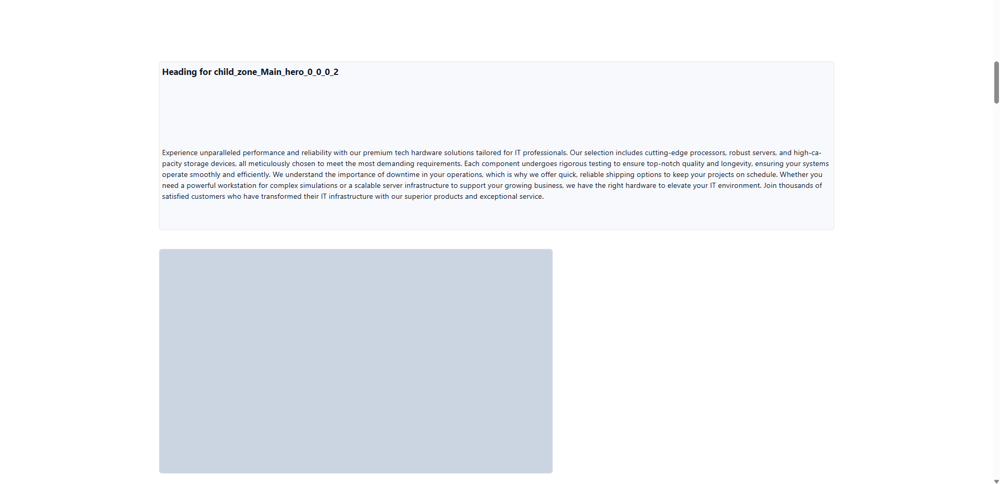 Heading for child_zone_Main_hero_0_0_0_2
Experience unparalleled performance and reliability with our premium tech hardware solutions tailored for IT professionals. Our selection includes cutting-edge processors, robust servers, and high-ca-
pacity storage devices, all meticulously chosen to meet the most demanding requirements. Each component undergoes rigorous testing to ensure top-notch quality and longevity, ensuring your systems
operate smoothly and efficiently. We understand the importance of downtime in your operations, which is why we offer quick, reliable shipping options to keep your projects on schedule. Whether you
need a powerful workstation for complex simulations or a scalable server infrastructure to support your growing business, we have the right hardware to elevate your IT environment. Join thousands of
satisfied customers who have transformed their IT infrastructure with our superior products and exceptional service.